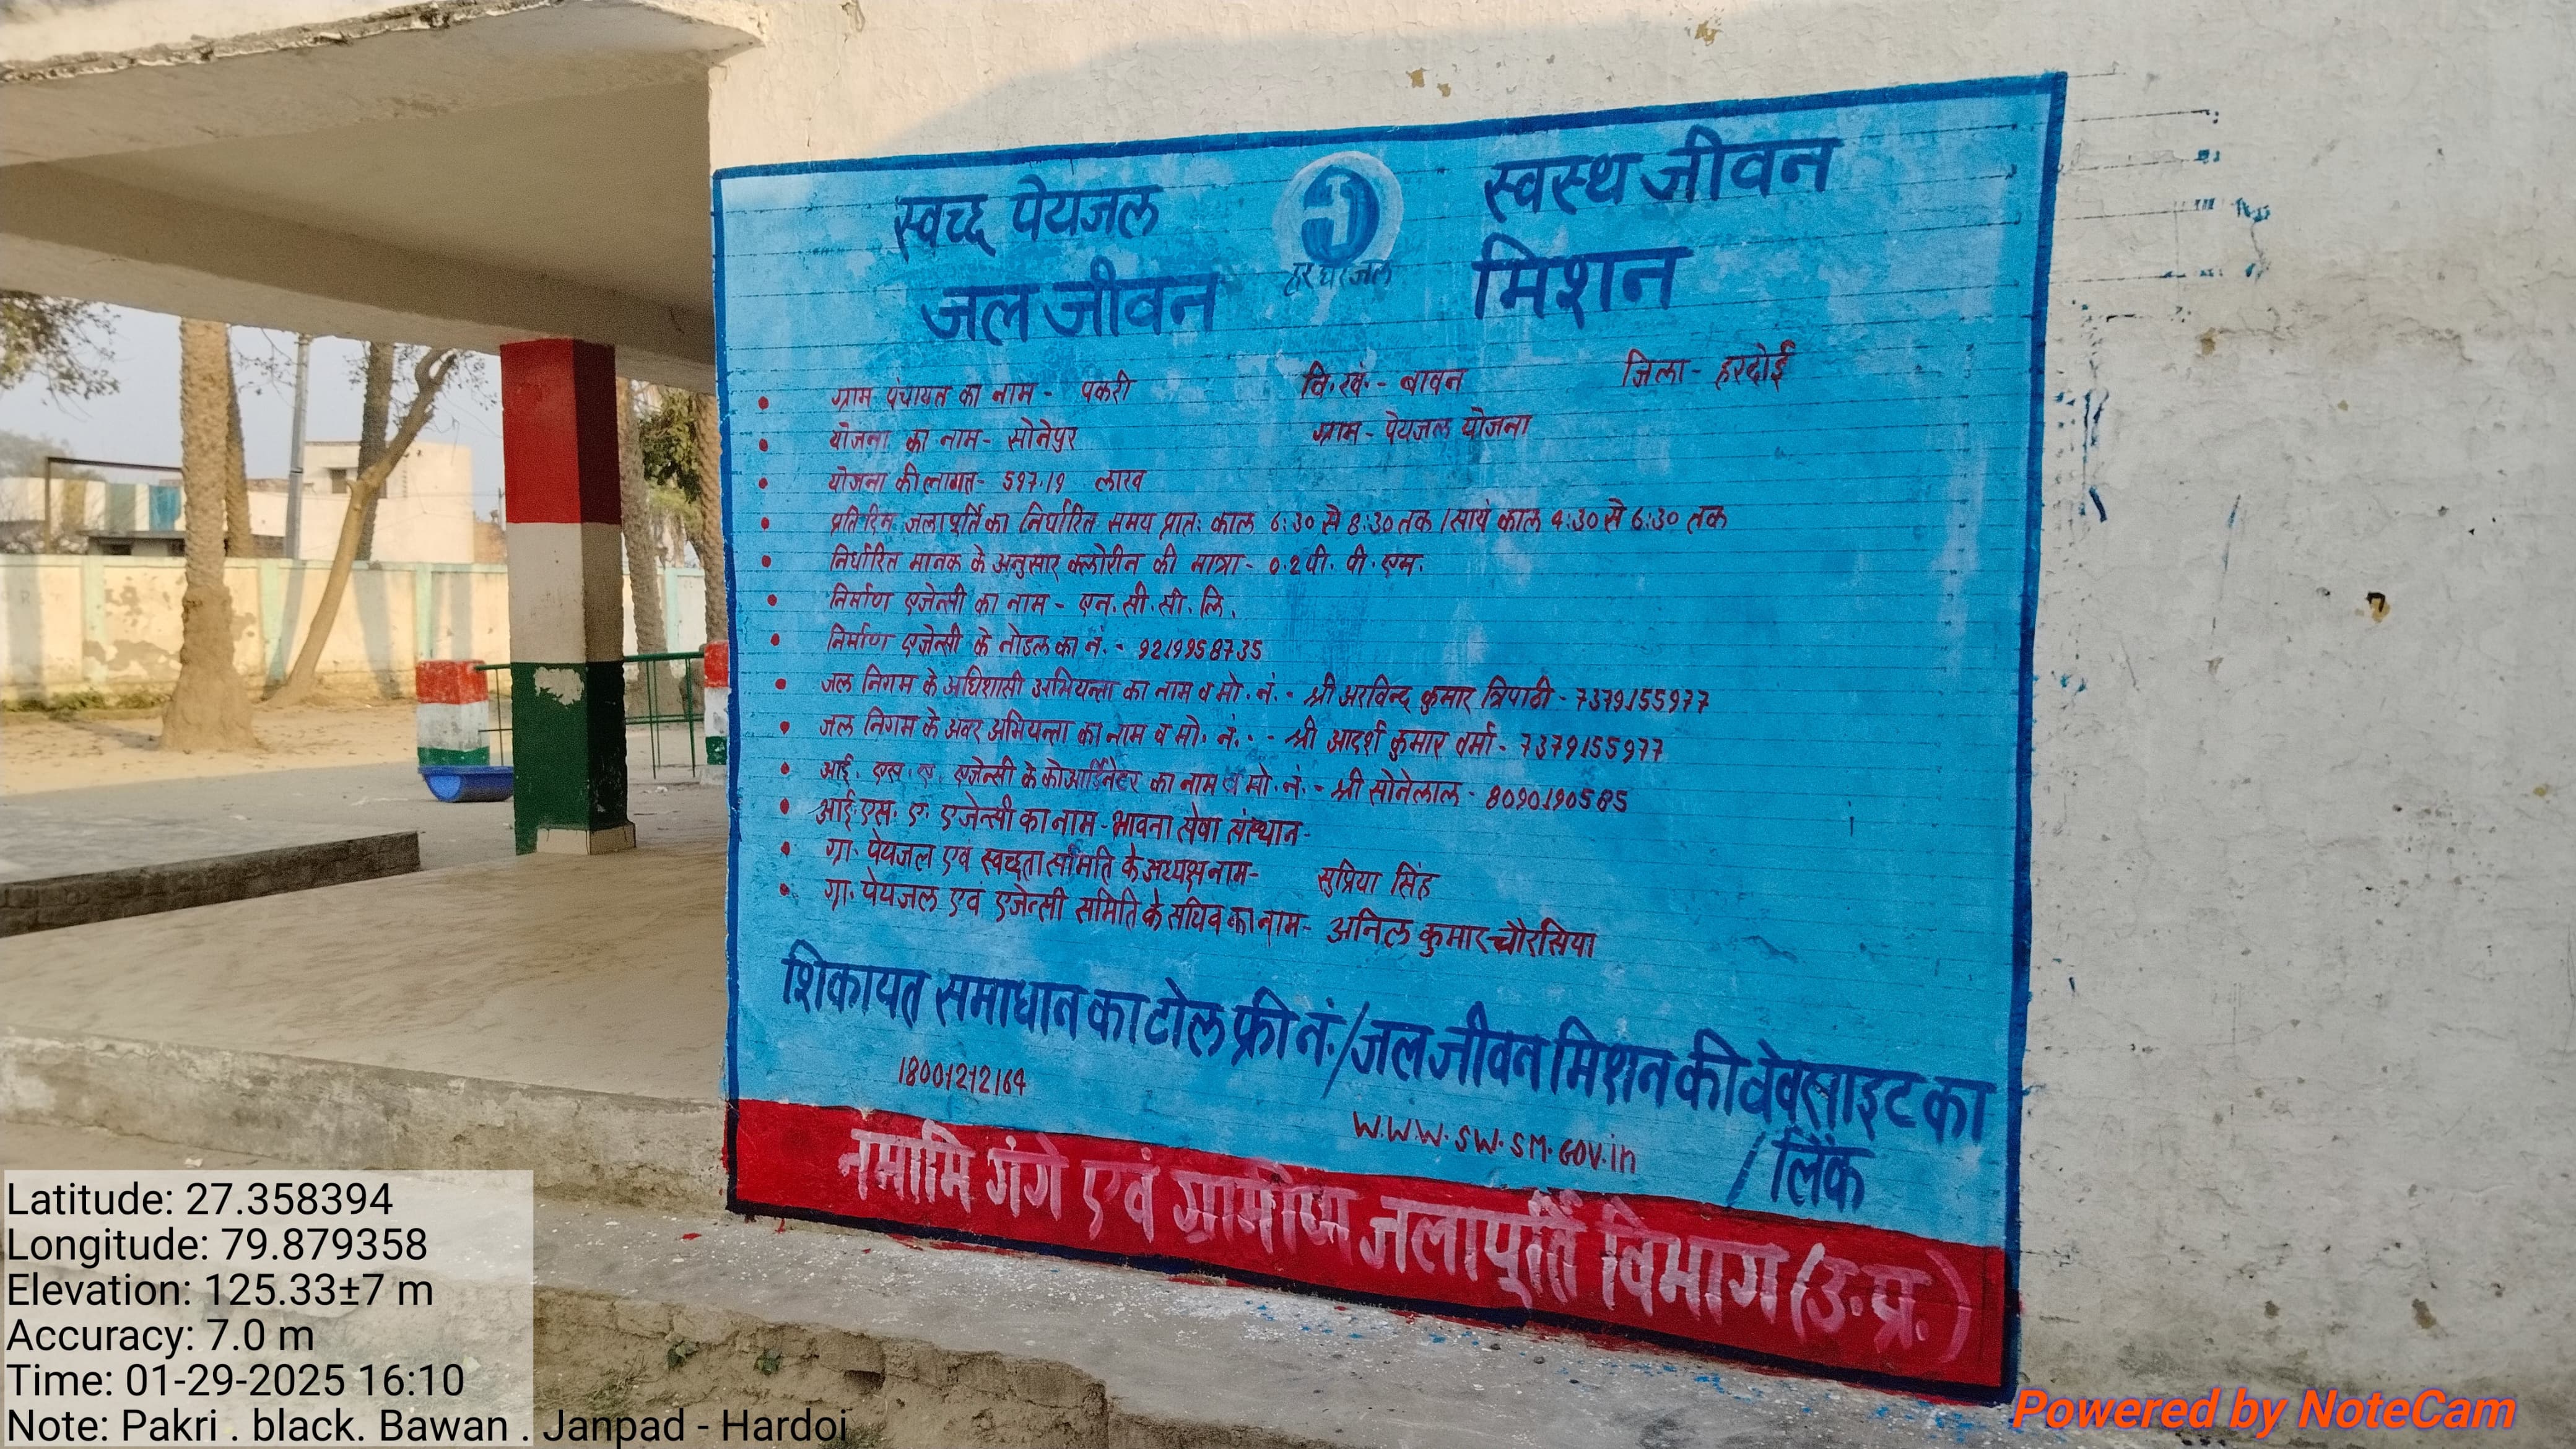 स्वच्छ पेयजल स्वस्थ जीवन
हर घर जल
जल जीवन मिशन
• ग्राम पंचायत का नाम - पकरी वि.खं.- बावन जिला - हरदोई
• योजना का नाम - सोनेपुर ग्राम - पेयजल योजना
• योजना की लागत - 597.19 लाख
• प्रति दिन जलापूर्ति का निर्धारित समय प्रातः काल 6:30 से 8:30 तक / सायं काल 4:30 से 6:30 तक
• निर्धारित मानक के अनुसार क्लोरीन की मात्रा - 0.2 पी. पी. एम.
• निर्माण एजेन्सी का नाम - एन. सी. सी. लि.
• निर्माण एजेन्सी के नोडल का नं. - 9219958735
• जल निगम के अधिशासी अभियन्ता का नाम व मो. नं. - श्री अरविन्द कुमार त्रिपाठी - 7379155977
• जल निगम के अवर अभियन्ता का नाम व मो. नं. - श्री आदर्श कुमार वर्मा - 7379155977
• आई. एस. ए. एजेन्सी के कोआर्डिनेटर का नाम व मो. नं. - श्री सोनेलाल - 8090190585
• आई. एस. ए. एजेन्सी का नाम - भावना सेवा संस्थान -
• ग्रा. पेयजल एवं स्वच्छता समिति के अध्यक्ष नाम - सुप्रिया सिंह
• ग्रा. पेयजल एवं एजेन्सी समिति के सचिव का नाम - अनिल कुमार चौरसिया
शिकायत समाधान का टोल फ्री नं./जल जीवन मिशन की वेवसाइट का
/ लिंक
18001212164
W.W.W. SW. SM. GOV.in
नमामि गंगे एवं ग्रामीण जलापूर्ति विभाग (उ.प्र.)
Latitude: 27.358394
Longitude: 79.879358
Elevation: 125.33±7 m
Accuracy: 7.0 m
Time: 01-29-2025 16:10
Note: Pakri . black. Bawan . Janpad - Hardoi
Powered by NoteCam